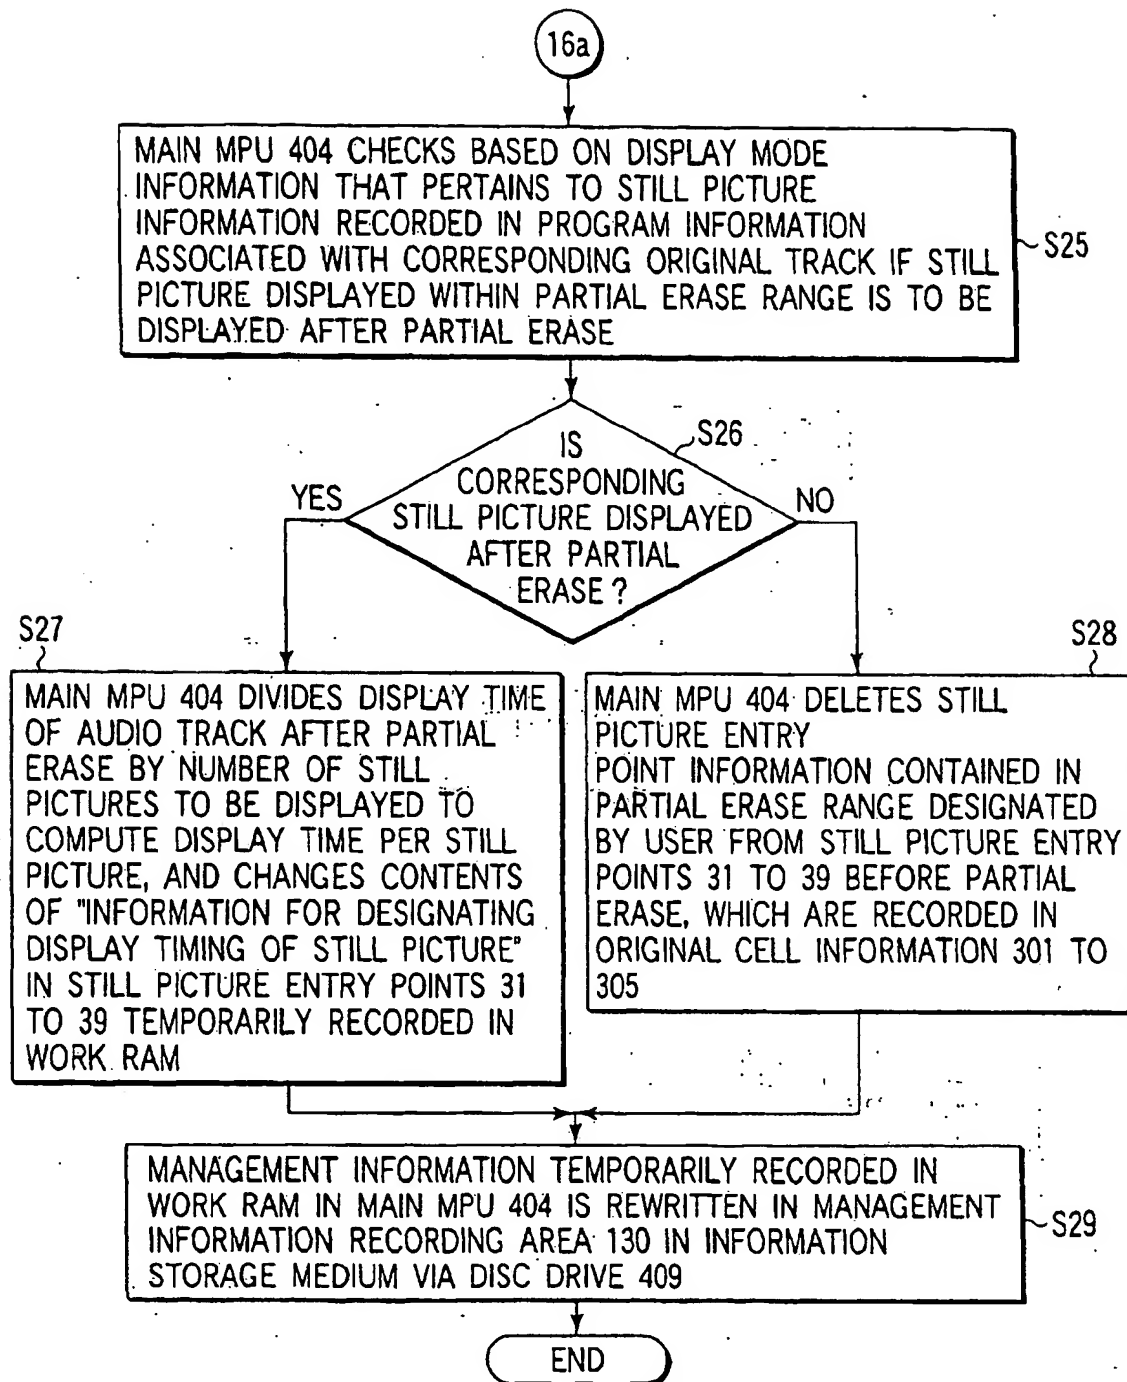 16a
MAIN MPU 404 CHECKS BASED ON DISPLAY MODE
INFORMATION THAT PERTAINS TO STILL PICTURE
INFORMATION RECORDED IN PROGRAM INFORMATION
ASSOCIATED WITH CORRESPONDING ORIGINAL TRACK IF STILL
PICTURE DISPLAYED WITHIN PARTIAL ERASE RANGE IS TO BE
DISPLAYED AFTER PARTIAL ERASE
S25
S26
IS
CORRESPONDING
STILL PICTURE DISPLAYED
AFTER PARTIAL
ERASE?
YES
NO
S27
MAIN MPU 404 DIVIDES DISPLAY TIME
OF AUDIO TRACK AFTER PARTIAL
ERASE BY NUMBER OF STILL
PICTURES TO BE DISPLAYED TO
COMPUTE DISPLAY TIME PER STILL
PICTURE, AND CHANGES CONTENTS
OF "INFORMATION FOR DESIGNATING
DISPLAY TIMING OF STILL PICTURE"
IN STILL PICTURE ENTRY POINTS 31
TO 39 TEMPORARILY RECORDED IN
WORK RAM
S28
MAIN MPU 404 DELETES STILL
PICTURE ENTRY
POINT INFORMATION CONTAINED IN
PARTIAL ERASE RANGE DESIGNATED
BY USER FROM STILL PICTURE ENTRY
POINTS 31 TO 39 BEFORE PARTIAL
ERASE, WHICH ARE RECORDED IN
ORIGINAL CELL INFORMATION 301 TO
305
MANAGEMENT INFORMATION TEMPORARILY RECORDED IN
WORK RAM IN MAIN MPU 404 IS REWRITTEN IN MANAGEMENT
INFORMATION RECORDING AREA 130 IN INFORMATION
STORAGE MEDIUM VIA DISC DRIVE 409
S29
END